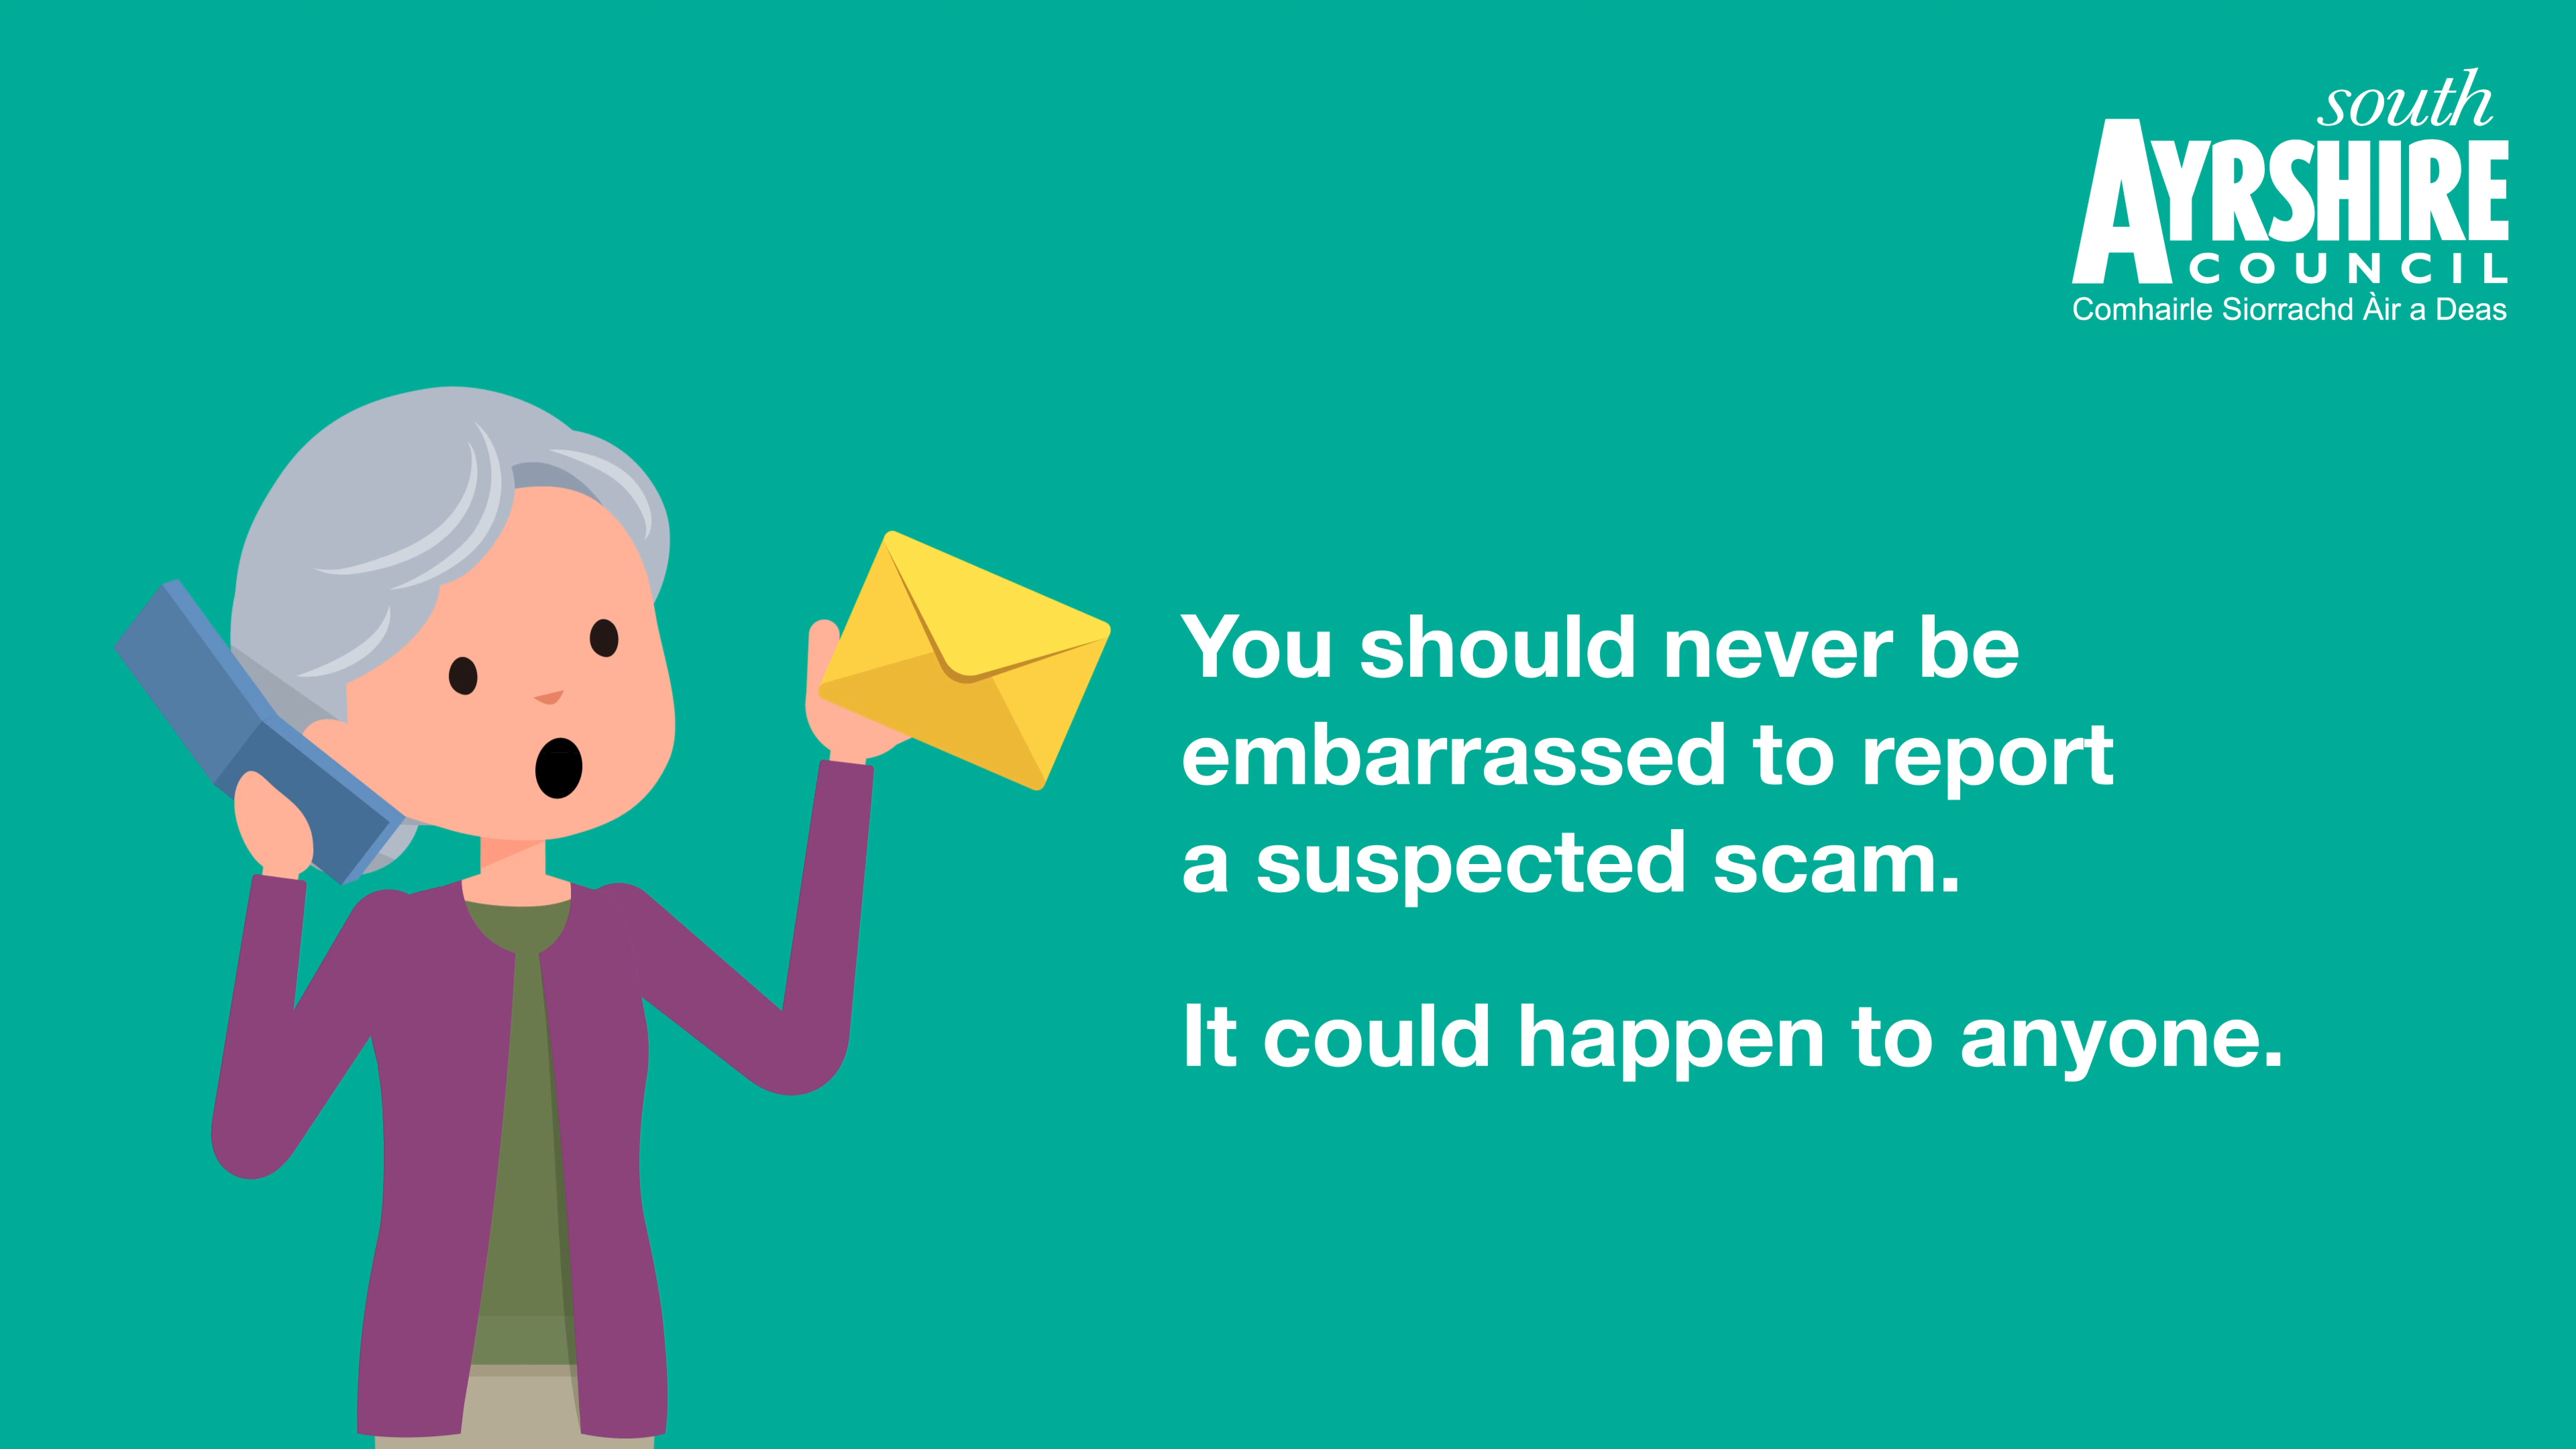 south
AYRSHIRE
COUNCIL
Comhairle Siorrachd Àir a Deas
You should never be
embarrassed to report
a suspected scam.
It could happen to anyone.